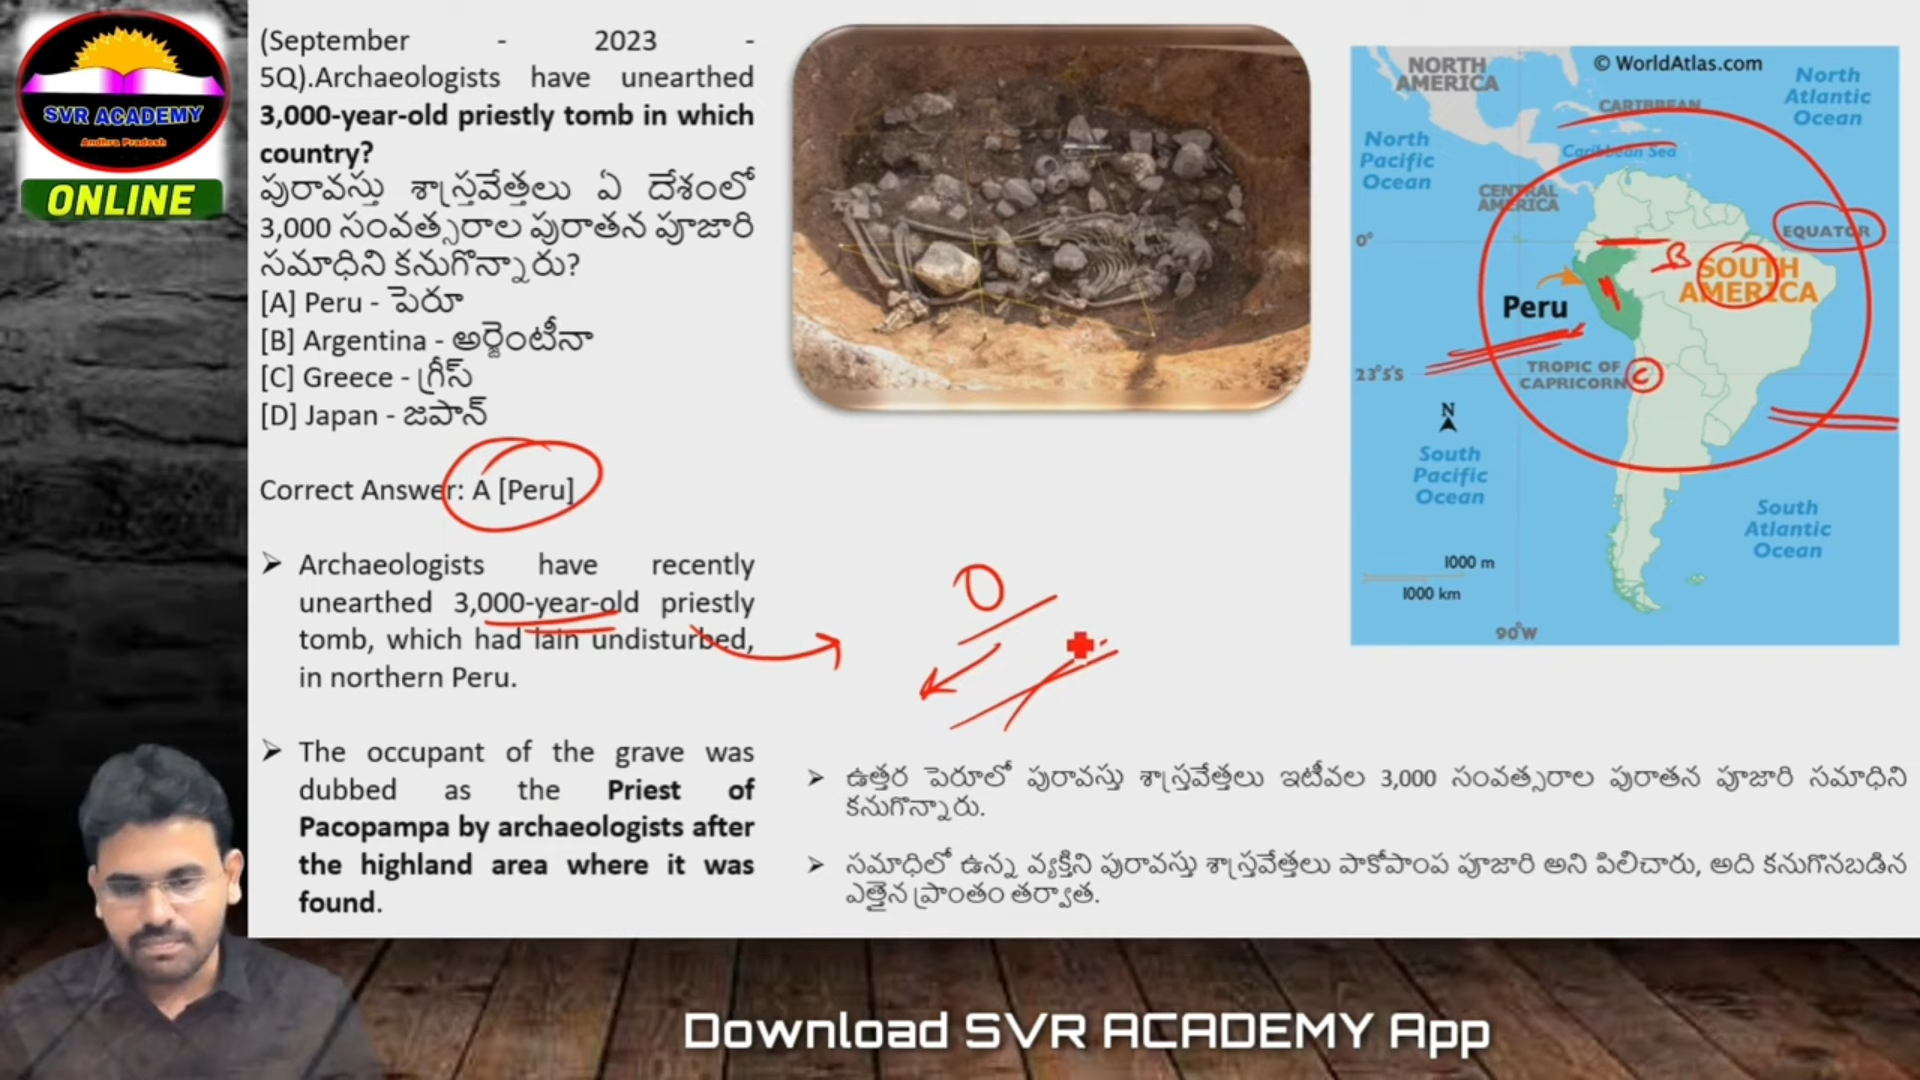 SVR ACADEMY
Andhra Pradesh
ONLINE
(September - 2023 -
5Q).Archaeologists have unearthed
3,000-year-old priestly tomb in which
country?
పురావస్తు శాస్త్రవేత్తలు ఏ దేశంలో
3,000 సంవత్సరాల పురాతన పూజారి
సమాధిని కనుగొన్నారు?
[A] Peru - పెరూ
[B] Argentina - అర్జెంటీనా
[C] Greece - గ్రీస్
[D] Japan - జపాన్
Correct Answer: A [Peru]
➢ Archaeologists have recently
unearthed 3,000-year-old priestly
tomb, which had lain undisturbed,
in northern Peru.
➢ The occupant of the grave was
dubbed as the Priest of
Pacopampa by archaeologists after
the highland area where it was
found.
© WorldAtlas.com
NORTH
AMERICA
North
Atlantic
Ocean
CARIBBEAN
North
Pacific
Ocean
Caribbean Sea
CENTRAL
AMERICA
EQUATOR
0°
B
SOUTH
AMERICA
Peru
TROPIC OF
CAPRICORN
C
23°5'S
N
South
Pacific
Ocean
South
Atlantic
Ocean
1000 m
1000 km
90°W
➢ ఉత్తర పెరూలో పురావస్తు శాస్త్రవేత్తలు ఇటీవల 3,000 సంవత్సరాల పురాతన పూజారి సమాధిని
కనుగొన్నారు.
➢ సమాధిలో ఉన్న వ్యక్తిని పురావస్తు శాస్త్రవేత్తలు పాకోపాంప పూజారి అని పిలిచారు, అది కనుగొనబడిన
ఎత్తైన ప్రాంతం తర్వాత.
Download SVR ACADEMY App